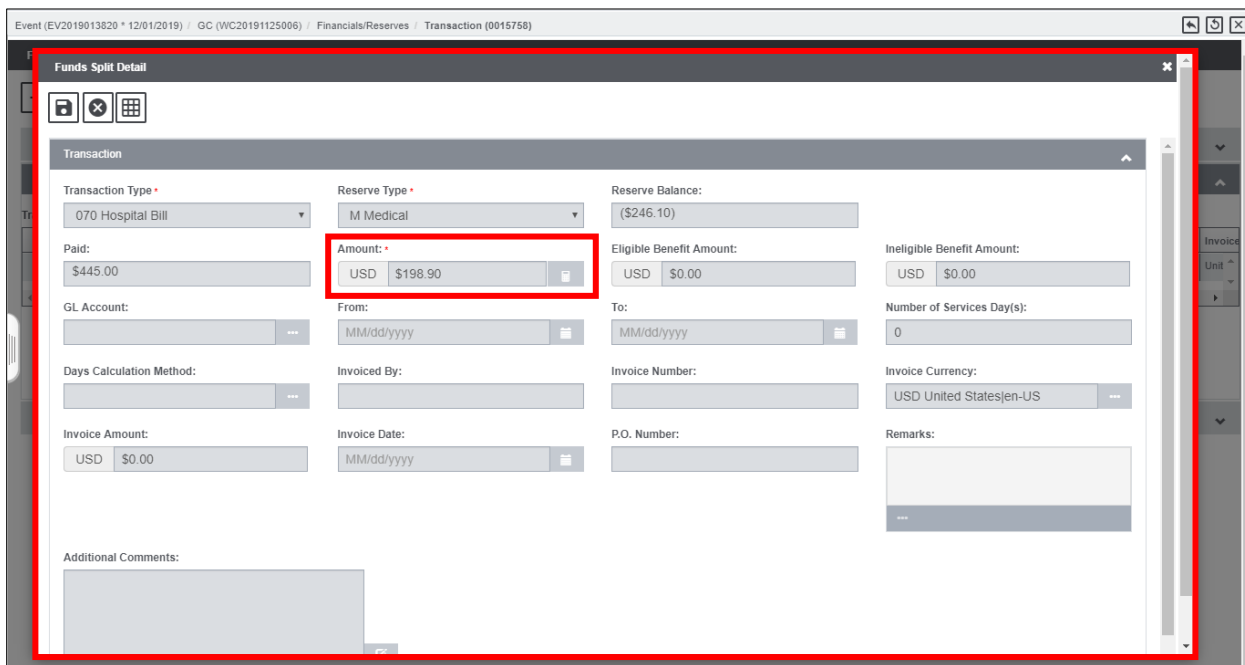 Event (EV2019013820 * 12/01/2019) / GC (WC20191125006) / Financials/Reserves / Transaction (0015758)
Funds Split Detail
Transaction
Transaction Type * Reserve Type * Reserve Balance:
070 Hospital Bill M Medical ($246.10)
Paid: Amount: * Eligible Benefit Amount: Ineligible Benefit Amount:
$445.00 USD $198.90 USD $0.00 USD $0.00
GL Account: From: To: Number of Services Day(s):
MM/dd/yyyy MM/dd/yyyy 0
Days Calculation Method: Invoiced By: Invoice Number: Invoice Currency:
USD United States|en-US
Invoice Amount: Invoice Date: P.O. Number: Remarks:
USD $0.00 MM/dd/yyyy
Additional Comments:
Invoice
Unit